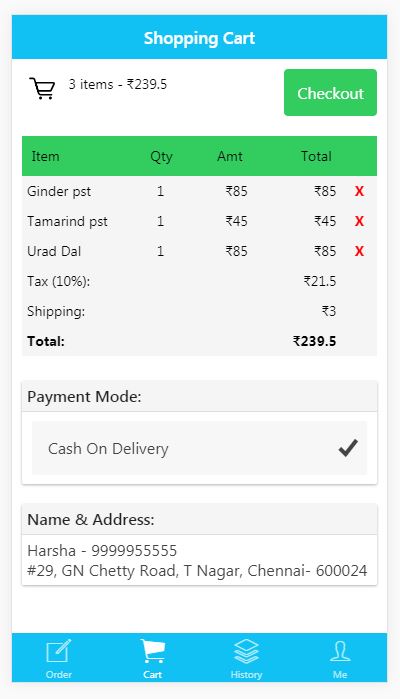 Shopping Cart
3 items - ₹239.5
Checkout
Item Qty Amt Total
Ginder pst 1 ₹85 ₹85 X
Tamarind pst 1 ₹45 ₹45 X
Urad Dal 1 ₹85 ₹85 X
Tax (10%): ₹21.5
Shipping: ₹3
Total: ₹239.5
Payment Mode:
Cash On Delivery
Name & Address:
Harsha - 9999955555
#29, GN Chetty Road, T Nagar, Chennai- 600024
Order Cart History Me